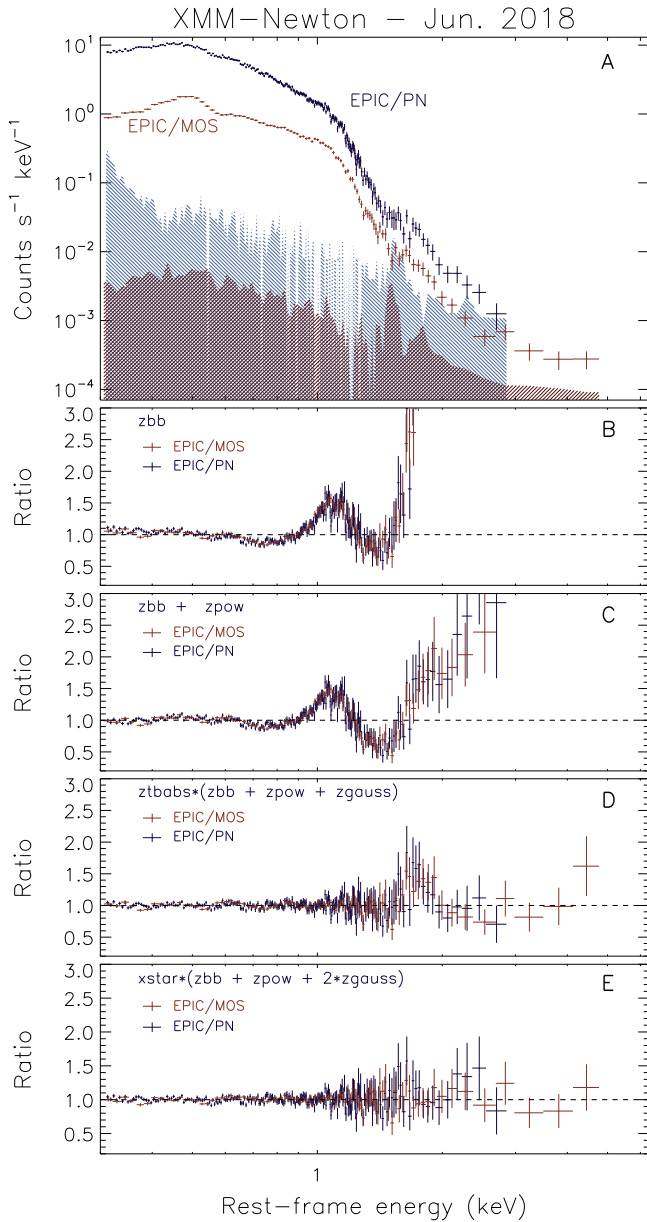 XMM−Newton − Jun. 2018
A
10^1
10^0
10^−1
10^−2
10^−3
10^−4
Counts s^−1 keV^−1
EPIC/PN
EPIC/MOS
B
zbb
EPIC/MOS
EPIC/PN
3.0
2.5
2.0
1.5
1.0
0.5
Ratio
C
zbb + zpow
EPIC/MOS
EPIC/PN
3.0
2.5
2.0
1.5
1.0
0.5
Ratio
D
ztbabs*(zbb + zpow + zgauss)
EPIC/MOS
EPIC/PN
3.0
2.5
2.0
1.5
1.0
0.5
Ratio
E
xstar*(zbb + zpow + 2*zgauss)
EPIC/MOS
EPIC/PN
3.0
2.5
2.0
1.5
1.0
0.5
Ratio
1
Rest−frame energy (keV)